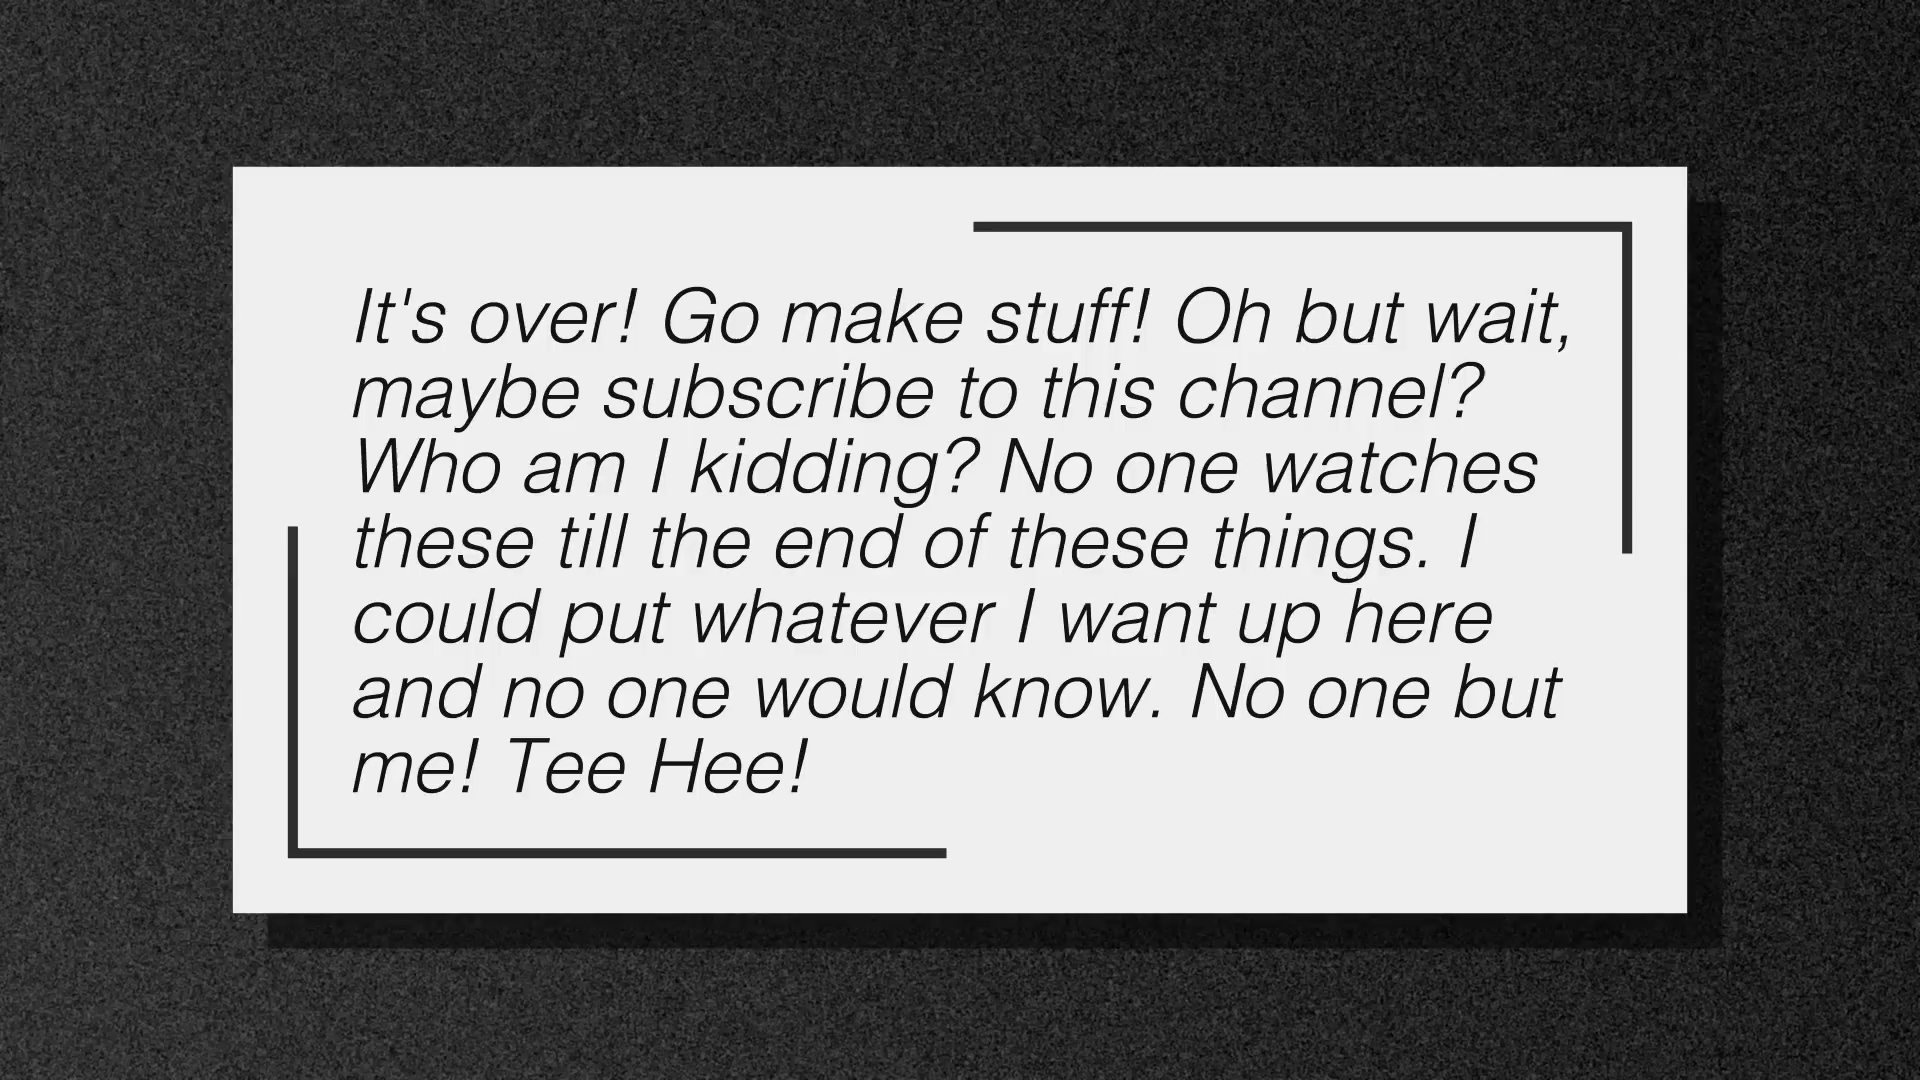 It's over! Go make stuff! Oh but wait,
maybe subscribe to this channel?
Who am I kidding? No one watches
these till the end of these things. I
could put whatever I want up here
and no one would know. No one but
me! Tee Hee!